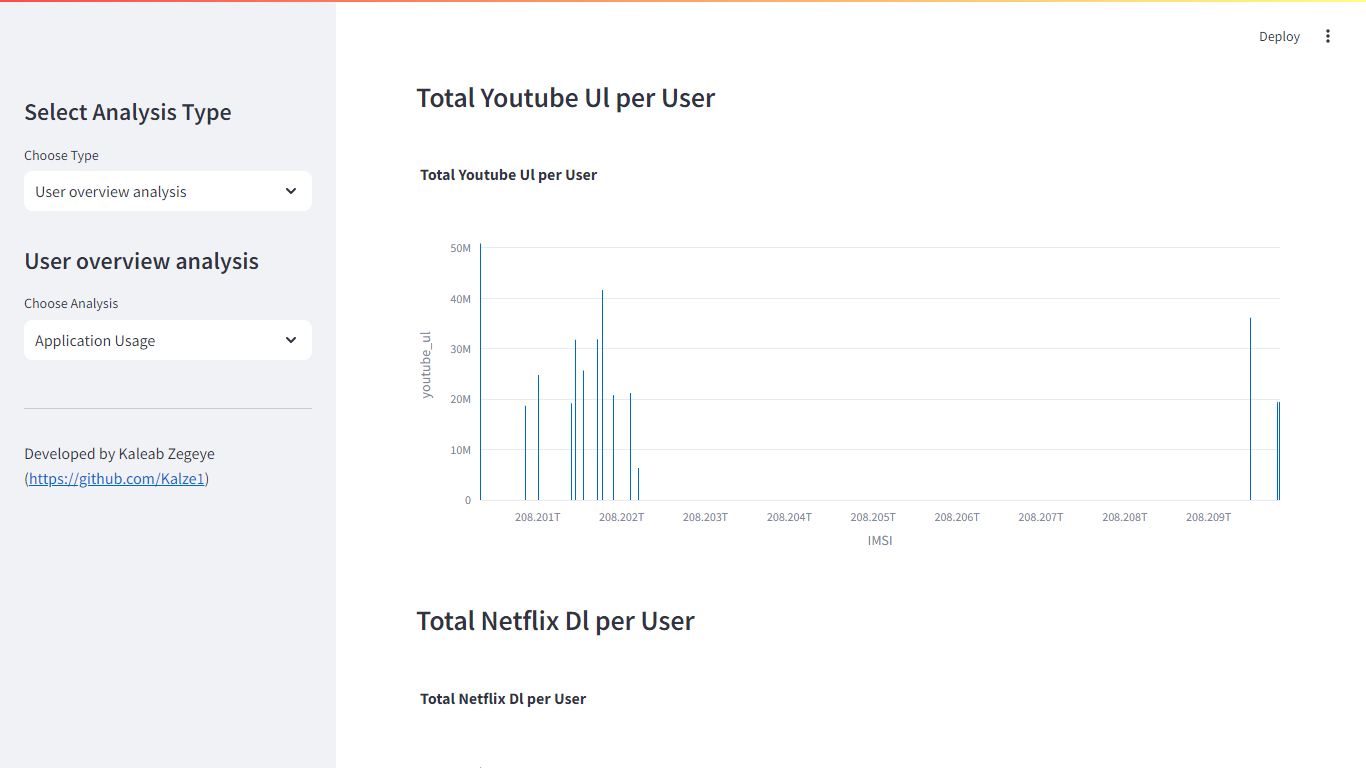 Deploy
Select Analysis Type
Choose Type
User overview analysis
User overview analysis
Choose Analysis
Application Usage
Developed by Kaleab Zegeye
(https://github.com/Kalze1)
Total Youtube Ul per User
Total Youtube Ul per User
youtube_ul
50M
40M
30M
20M
10M
0
208.201T 208.202T 208.203T 208.204T 208.205T 208.206T 208.207T 208.208T 208.209T
IMSI
Total Netflix Dl per User
Total Netflix Dl per User